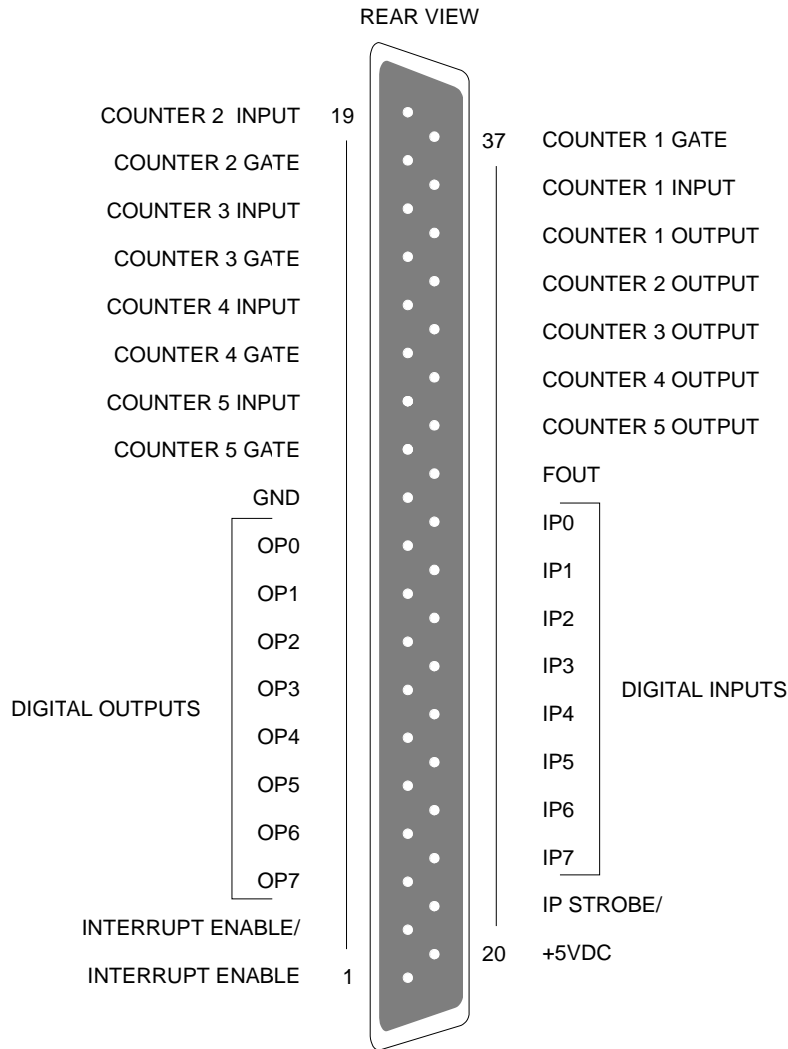 REAR VIEW
COUNTER 2 INPUT 19
37 COUNTER 1 GATE
COUNTER 2 GATE
COUNTER 1 INPUT
COUNTER 3 INPUT
COUNTER 1 OUTPUT
COUNTER 3 GATE
COUNTER 2 OUTPUT
COUNTER 4 INPUT
COUNTER 3 OUTPUT
COUNTER 4 GATE
COUNTER 4 OUTPUT
COUNTER 5 INPUT
COUNTER 5 OUTPUT
COUNTER 5 GATE
FOUT
GND
IP0
OP0
IP1
OP1
IP2
OP2
IP3
OP3
DIGITAL INPUTS
DIGITAL OUTPUTS
IP4
OP4
IP5
OP5
IP6
OP6
IP7
OP7
IP STROBE/
INTERRUPT ENABLE/
20 +5VDC
INTERRUPT ENABLE 1